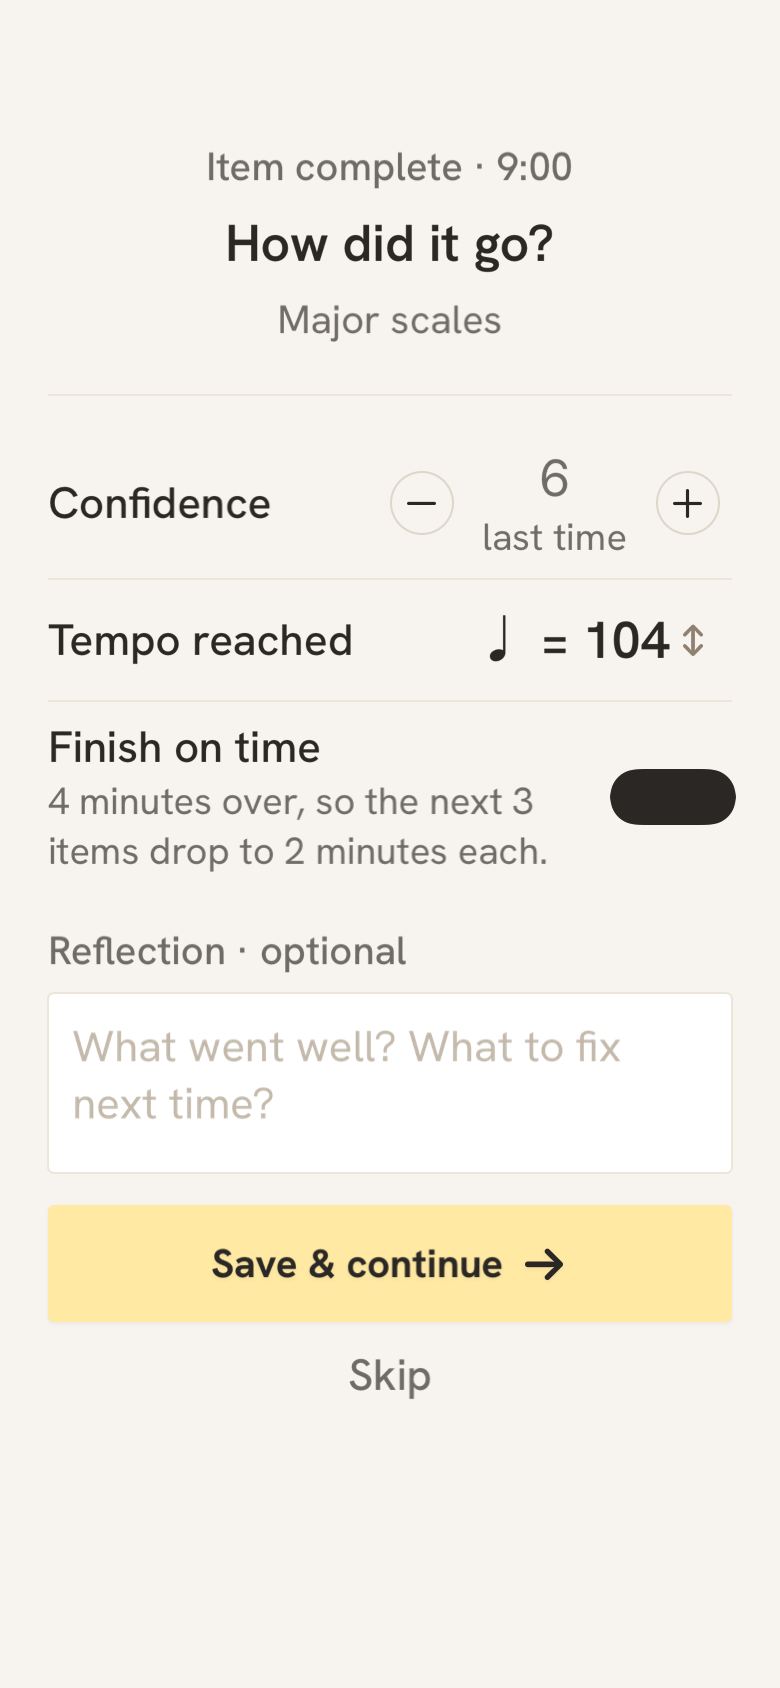 Item complete · 9:00
How did it go?
Major scales
Confidence
6
last time
Tempo reached
♩ = 104
Finish on time
4 minutes over, so the next 3
items drop to 2 minutes each.
Reflection · optional
What went well? What to fix
next time?
Save & continue →
Skip